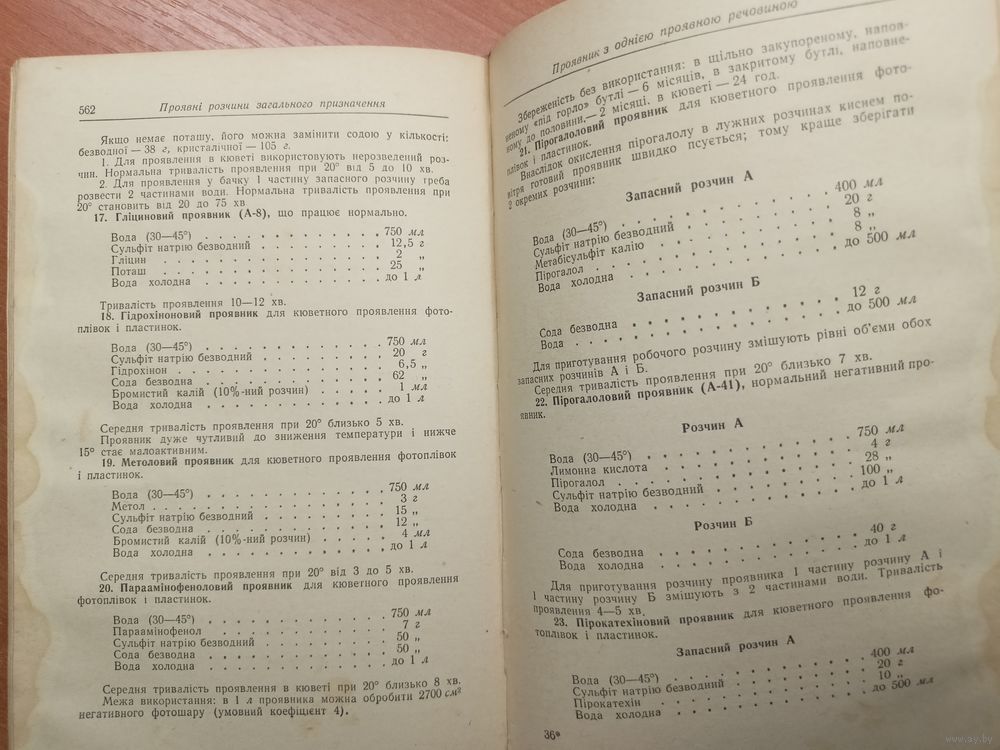 562 Проявні розчини загального призначення
Якщо немає поташу, його можна замінити содою у кількості:
безводної — 38 г, кристалічної — 105 г.
1. Для проявлення в кюветі використовують нерозведений роз-
чин. Нормальна тривалість проявлення при 20° від 5 до 10 хв.
2. Для проявлення у бачку 1 частину запасного розчину треба
розвести 2 частинами води. Нормальна тривалість проявлення при
20° становить від 20 до 75 хв
17. Гліциновий проявник (А-8), що працює нормально.
Вода (30—45°) . . . . . . . . . . . . . 750 мл
Сульфіт натрію безводний . . . . . . . . 12,5 г
Гліцин . . . . . . . . . . . . . . . 2 „
Поташ . . . . . . . . . . . . . . . 25 „
Вода холодна . . . . . . . . . . . . до 1 л
Тривалість проявлення 10—12 хв.
18. Гідрохіноновий проявник для кюветного проявлення фото-
плівок і пластинок.
Вода (30—45°) . . . . . . . . . . . . . 750 мл
Сульфіт натрію безводний . . . . . . . . 20 г
Гідрохінон . . . . . . . . . . . . . . 6,5 „
Сода безводна . . . . . . . . . . . . 62 „
Бромистий калій (10%-ний розчин) . . . . . 1 мл
Вода холодна . . . . . . . . . . . . до 1 л
Середня тривалість проявлення при 20° близько 5 хв.
Проявник дуже чутливий до зниження температури і нижче
15° стає малоактивним.
19. Метоловий проявник для кюветного проявлення фотоплівок
і пластинок.
Вода (30—45°) . . . . . . . . . . . . . 750 мл
Метол . . . . . . . . . . . . . . . . 3 г
Сульфіт натрію безводний . . . . . . . . 15 „
Сода безводна . . . . . . . . . . . . 12 „
Бромистий калій (10%-ний розчин) . . . . . 4 мл
Вода холодна . . . . . . . . . . . . до 1 л
Середня тривалість проявлення при 20° від 3 до 5 хв.
20. Параамінофеноловий проявник для кюветного проявлення
фотоплівок і пластинок.
Вода (30—45°) . . . . . . . . . . . . . 750 мл
Параамінофенол . . . . . . . . . . . . 7 г
Сульфіт натрію безводний . . . . . . . . 50 „
Сода безводна . . . . . . . . . . . . 50 „
Вода холодна . . . . . . . . . . . . до 1 л
Середня тривалість проявлення в кюветі при 20° близько 8 хв.
Межа використання: в 1 л проявника можна обробити 2700 см²
негативного фотошару (умовний коефіцієнт 4).
Проявник з однією проявною речовиною
Збереженість без використання: в щільно закупореному, напов-
неному «під горло» бутлі — 6 місяців, в закритому бутлі, наповне-
ному до половини,— 2 місяці, в кюветі — 24 год.
21. Пірогалоловий проявник для кюветного проявлення фото-
плівок і пластинок.
Внаслідок окислення пірогалолу в лужних розчинах киснем по-
вітря готовий проявник швидко псується; тому краще зберігати
2 окремих розчини:
Запасний розчин А
Вода (30—45°) . . . . . . . . . . . . . 400 мл
Сульфіт натрію безводний . . . . . . . . 20 г
Метабісульфіт калію . . . . . . . . . . 8 „
Пірогалол . . . . . . . . . . . . . . 8 „
Вода холодна . . . . . . . . . . . . до 500 мл
Запасний розчин Б
Сода безводна . . . . . . . . . . . . 12 г
Вода . . . . . . . . . . . . . . . до 500 мл
Для приготування робочого розчину змішують рівні об'єми обох
запасних розчинів А і Б.
Середня тривалість проявлення при 20° близько 7 хв.
22. Пірогалоловий проявник (А-41), нормальний негативний про-
явник.
Розчин А
Вода (30—45°) . . . . . . . . . . . . . 750 мл
Лимонна кислота . . . . . . . . . . . 4 г
Пірогалол . . . . . . . . . . . . . . 28 „
Сульфіт натрію безводний . . . . . . . . 100 „
Вода холодна . . . . . . . . . . . . до 1 л
Розчин Б
Сода безводна . . . . . . . . . . . . 40 г
Вода холодна . . . . . . . . . . . . до 1 л
Для приготування розчину проявника 1 частину розчину А і
1 частину розчину Б змішують з 2 частинами води. Тривалість
проявлення 4—5 хв.
23. Пірокатехіновий проявник для кюветного проявлення фо-
топлівок і пластинок.
Запасний розчин А
Вода (30—45°) . . . . . . . . . . . . . 400 мл
Сульфіт натрію безводний . . . . . . . . 20 г
Пірокатехін . . . . . . . . . . . . . 10 „
Вода холодна . . . . . . . . . . . . до 500 мл
36*
www.ay.by